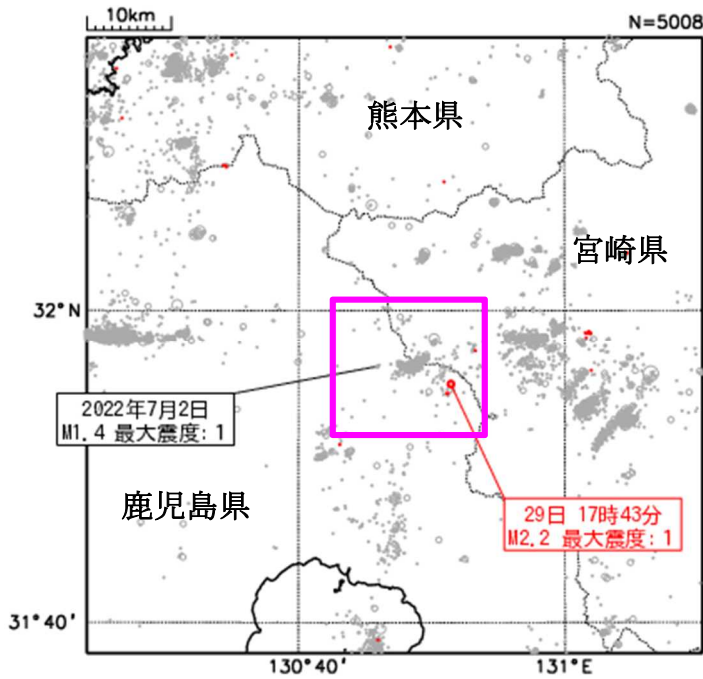 10km
N=5008
熊本県
宮崎県
32°N
2022年7月2日
M1.4 最大震度:1
鹿児島県
29日 17時43分
M2.2 最大震度:1
31°40′
130°40′
131°E